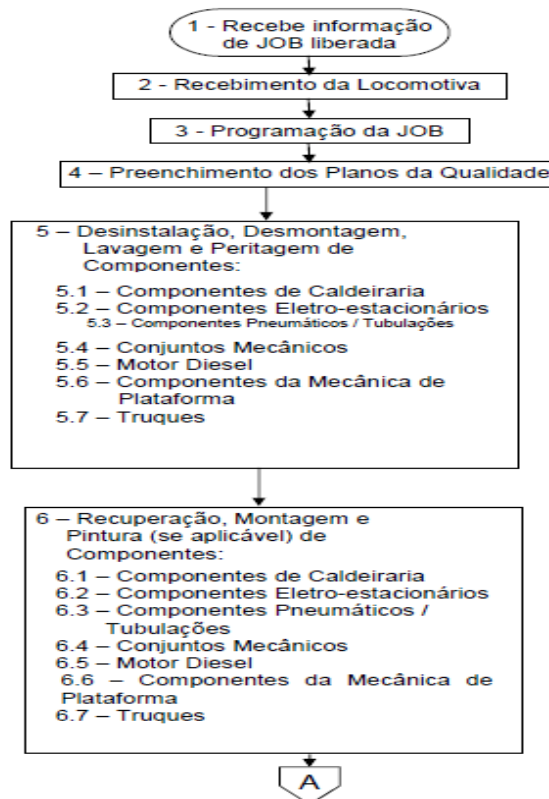 1 - Recebe informação
de JOB liberada
2 - Recebimento da Locomotiva
3 - Programação da JOB
4 – Preenchimento dos Planos da Qualidade
5 – Desinstalação, Desmontagem,
Lavagem e Peritagem de
Componentes:
5.1 – Componentes de Caldeiraria
5.2 – Componentes Eletro-estacionários
5.3 – Componentes Pneumáticos / Tubulações
5.4 – Conjuntos Mecânicos
5.5 – Motor Diesel
5.6 – Componentes da Mecânica de
Plataforma
5.7 – Truques
6 – Recuperação, Montagem e
Pintura (se aplicável) de
Componentes:
6.1 – Componentes de Caldeiraria
6.2 – Componentes Eletro-estacionários
6.3 – Componentes Pneumáticos /
Tubulações
6.4 – Conjuntos Mecânicos
6.5 – Motor Diesel
6.6 – Componentes da Mecânica de
Plataforma
6.7 – Truques
A